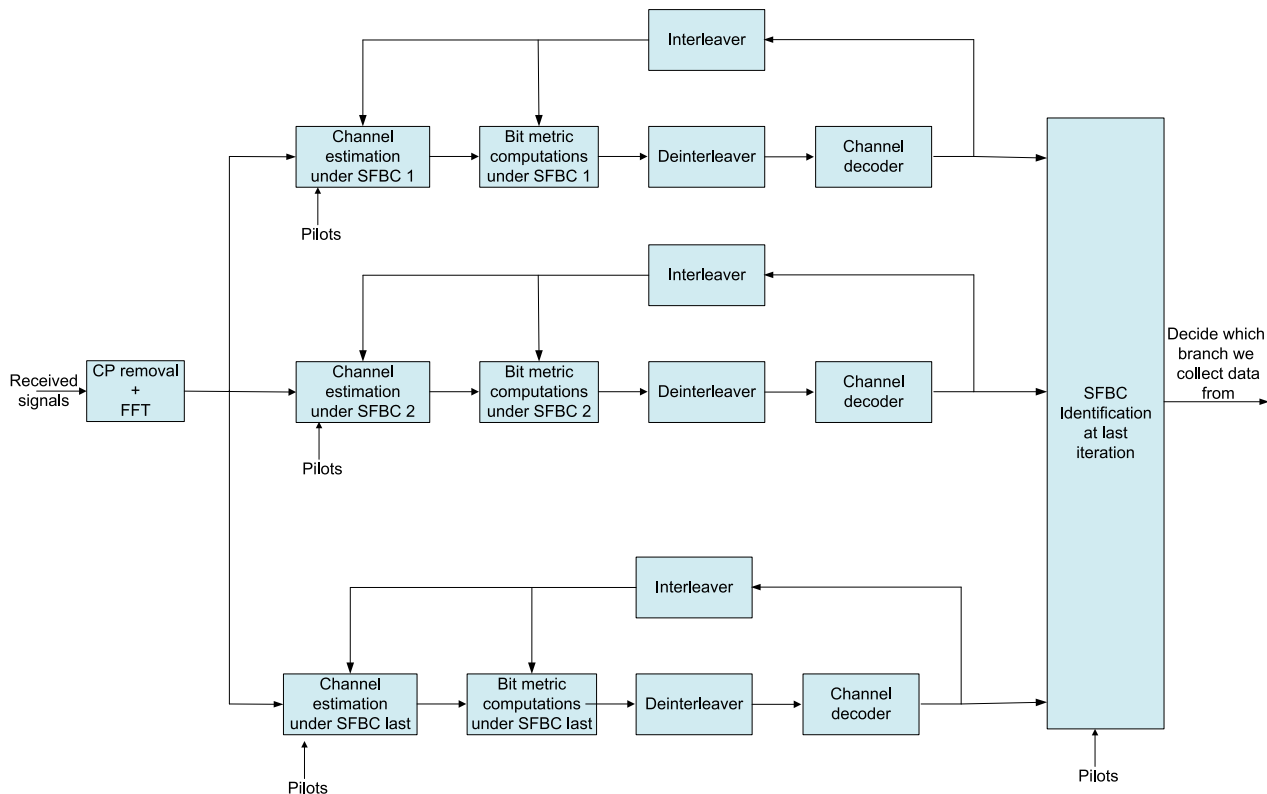 Interleaver
Channel
estimation
under SFBC 1
Bit metric
computations
under SFBC 1
Deinterleaver
Channel
decoder
Pilots
Interleaver
Received
signals
CP removal
+
FFT
Channel
estimation
under SFBC 2
Bit metric
computations
under SFBC 2
Deinterleaver
Channel
decoder
Pilots
SFBC
Identification
at last
iteration
Decide which
branch we
collect data
from
Interleaver
Channel
estimation
under SFBC last
Bit metric
computations
under SFBC last
Deinterleaver
Channel
decoder
Pilots
Pilots